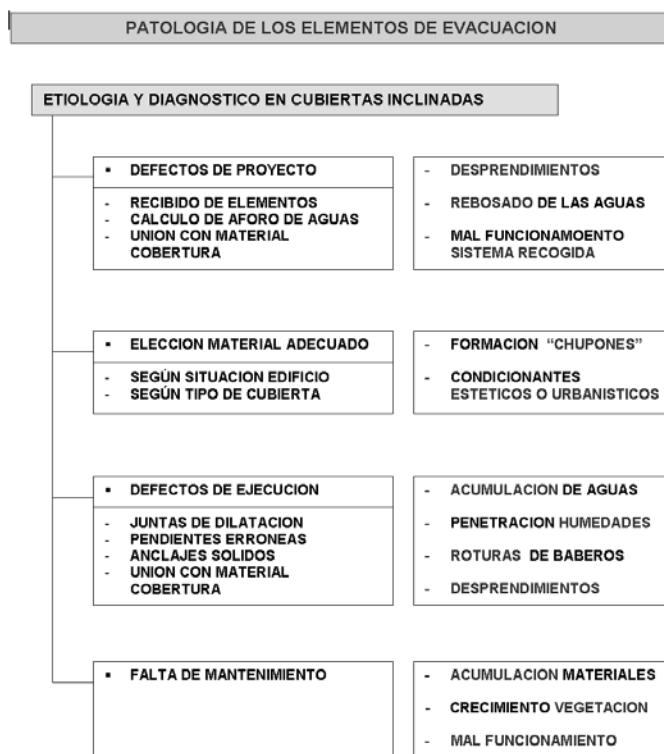 PATOLOGIA DE LOS ELEMENTOS DE EVACUACION
ETIOLOGIA Y DIAGNOSTICO EN CUBIERTAS INCLINADAS
▪ DEFECTOS DE PROYECTO
- RECIBIDO DE ELEMENTOS
- CALCULO DE AFORO DE AGUAS
- UNION CON MATERIAL
COBERTURA
- DESPRENDIMIENTOS
- REBOSADO DE LAS AGUAS
- MAL FUNCIONAMOENTO
SISTEMA RECOGIDA
▪ ELECCION MATERIAL ADECUADO
- SEGÚN SITUACION EDIFICIO
- SEGÚN TIPO DE CUBIERTA
- FORMACION “CHUPONES”
- CONDICIONANTES
ESTETICOS O URBANISTICOS
▪ DEFECTOS DE EJECUCION
- JUNTAS DE DILATACION
- PENDIENTES ERRONEAS
- ANCLAJES SOLIDOS
- UNION CON MATERIAL
COBERTURA
- ACUMULACION DE AGUAS
- PENETRACION HUMEDADES
- ROTURAS DE BABEROS
- DESPRENDIMIENTOS
▪ FALTA DE MANTENIMIENTO
- ACUMULACION MATERIALES
- CRECIMIENTO VEGETACION
- MAL FUNCIONAMIENTO